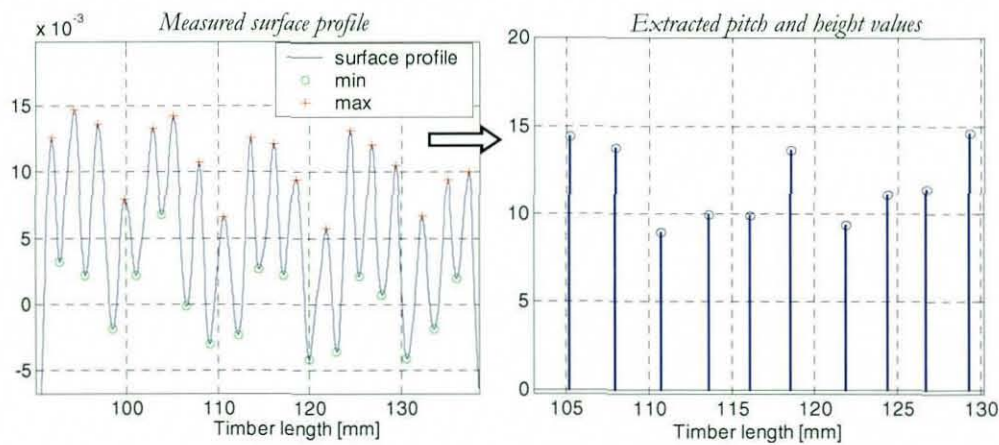 Measured surface profile
x 10⁻³
surface profile
min
max
15
10
5
0
-5
100
110
120
130
Timber length [mm]
Extracted pitch and height values
20
15
10
5
0
105
110
115
120
125
130
Timber length [mm]